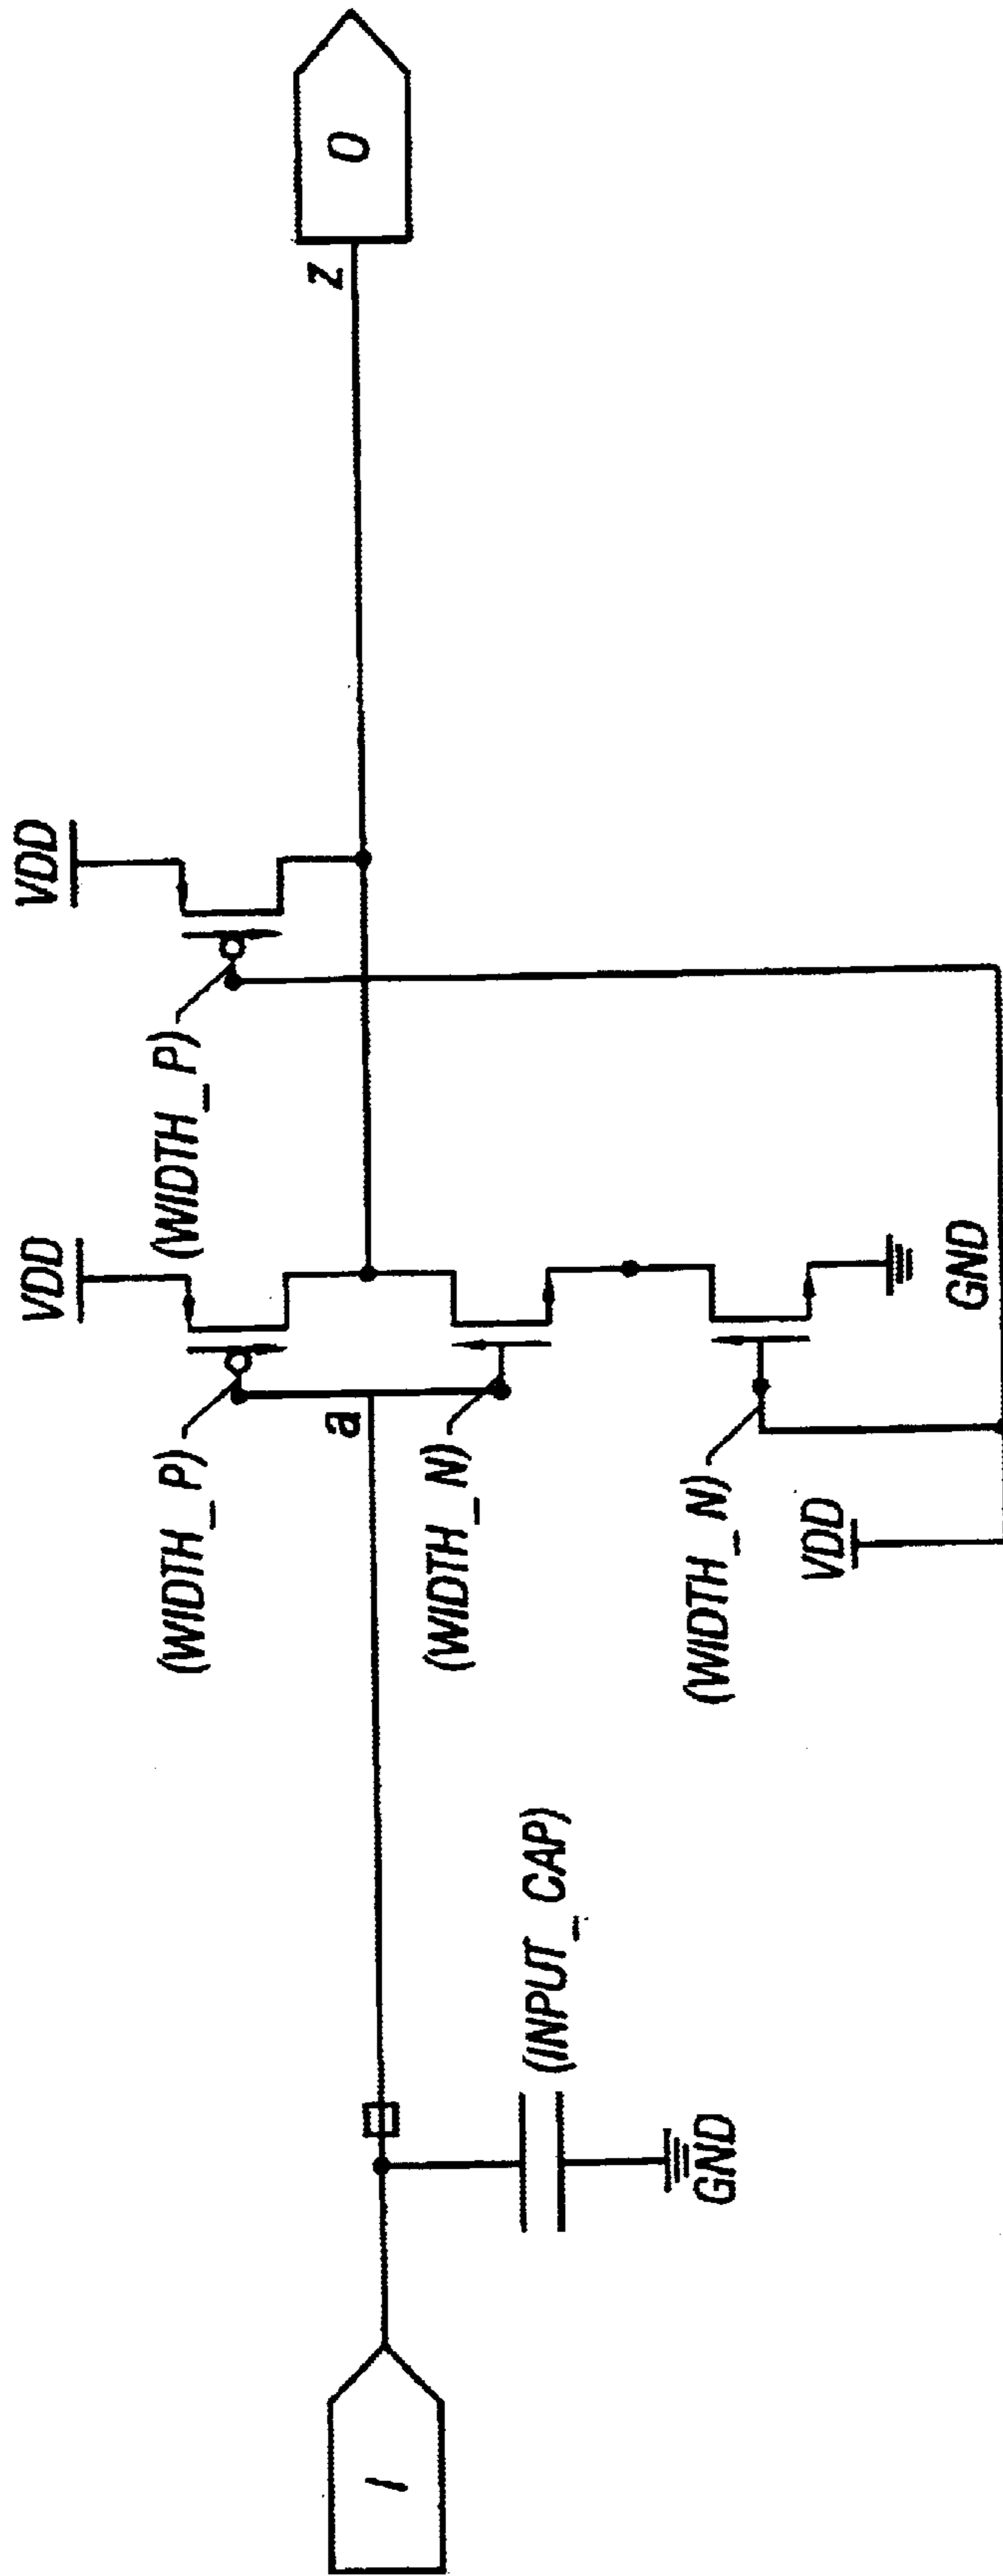 I
(INPUT_CAP)
GND
VDD
(WIDTH_P)
a
(WIDTH_N)
(WIDTH_N)
VDD
GND
VDD
(WIDTH_P)
z
O